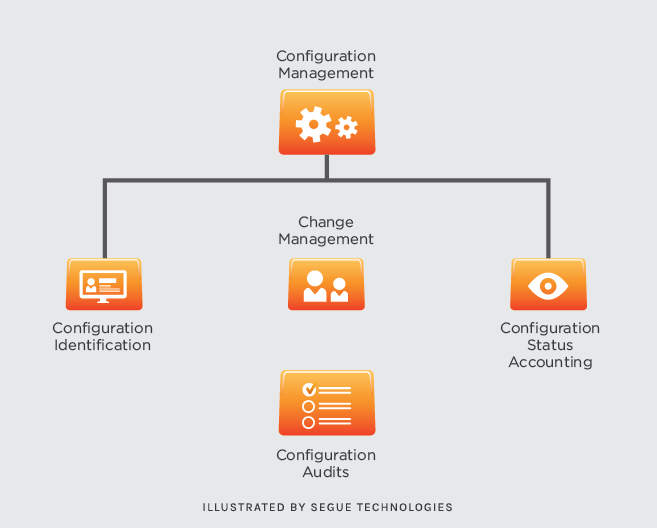 Configuration
Management
Change
Management
Configuration
Identification
Configuration
Status
Accounting
Configuration
Audits
ILLUSTRATED BY SEGUE TECHNOLOGIES